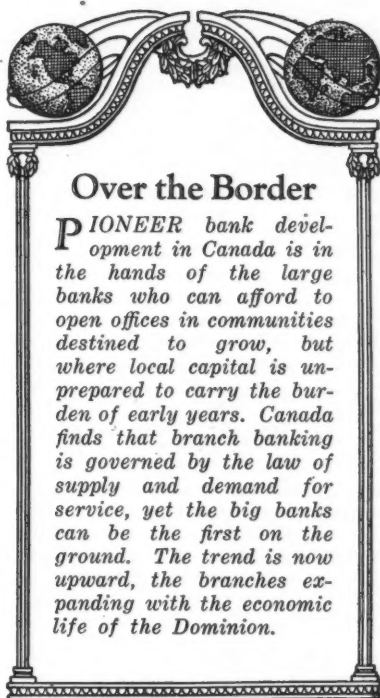 Over the Border
PIONEER bank devel-
opment in Canada is in
the hands of the large
banks who can afford to
open offices in communities
destined to grow, but
where local capital is un-
prepared to carry the bur-
den of early years. Canada
finds that branch banking
is governed by the law of
supply and demand for
service, yet the big banks
can be the first on the
ground. The trend is now
upward, the branches ex-
panding with the economic
life of the Dominion.